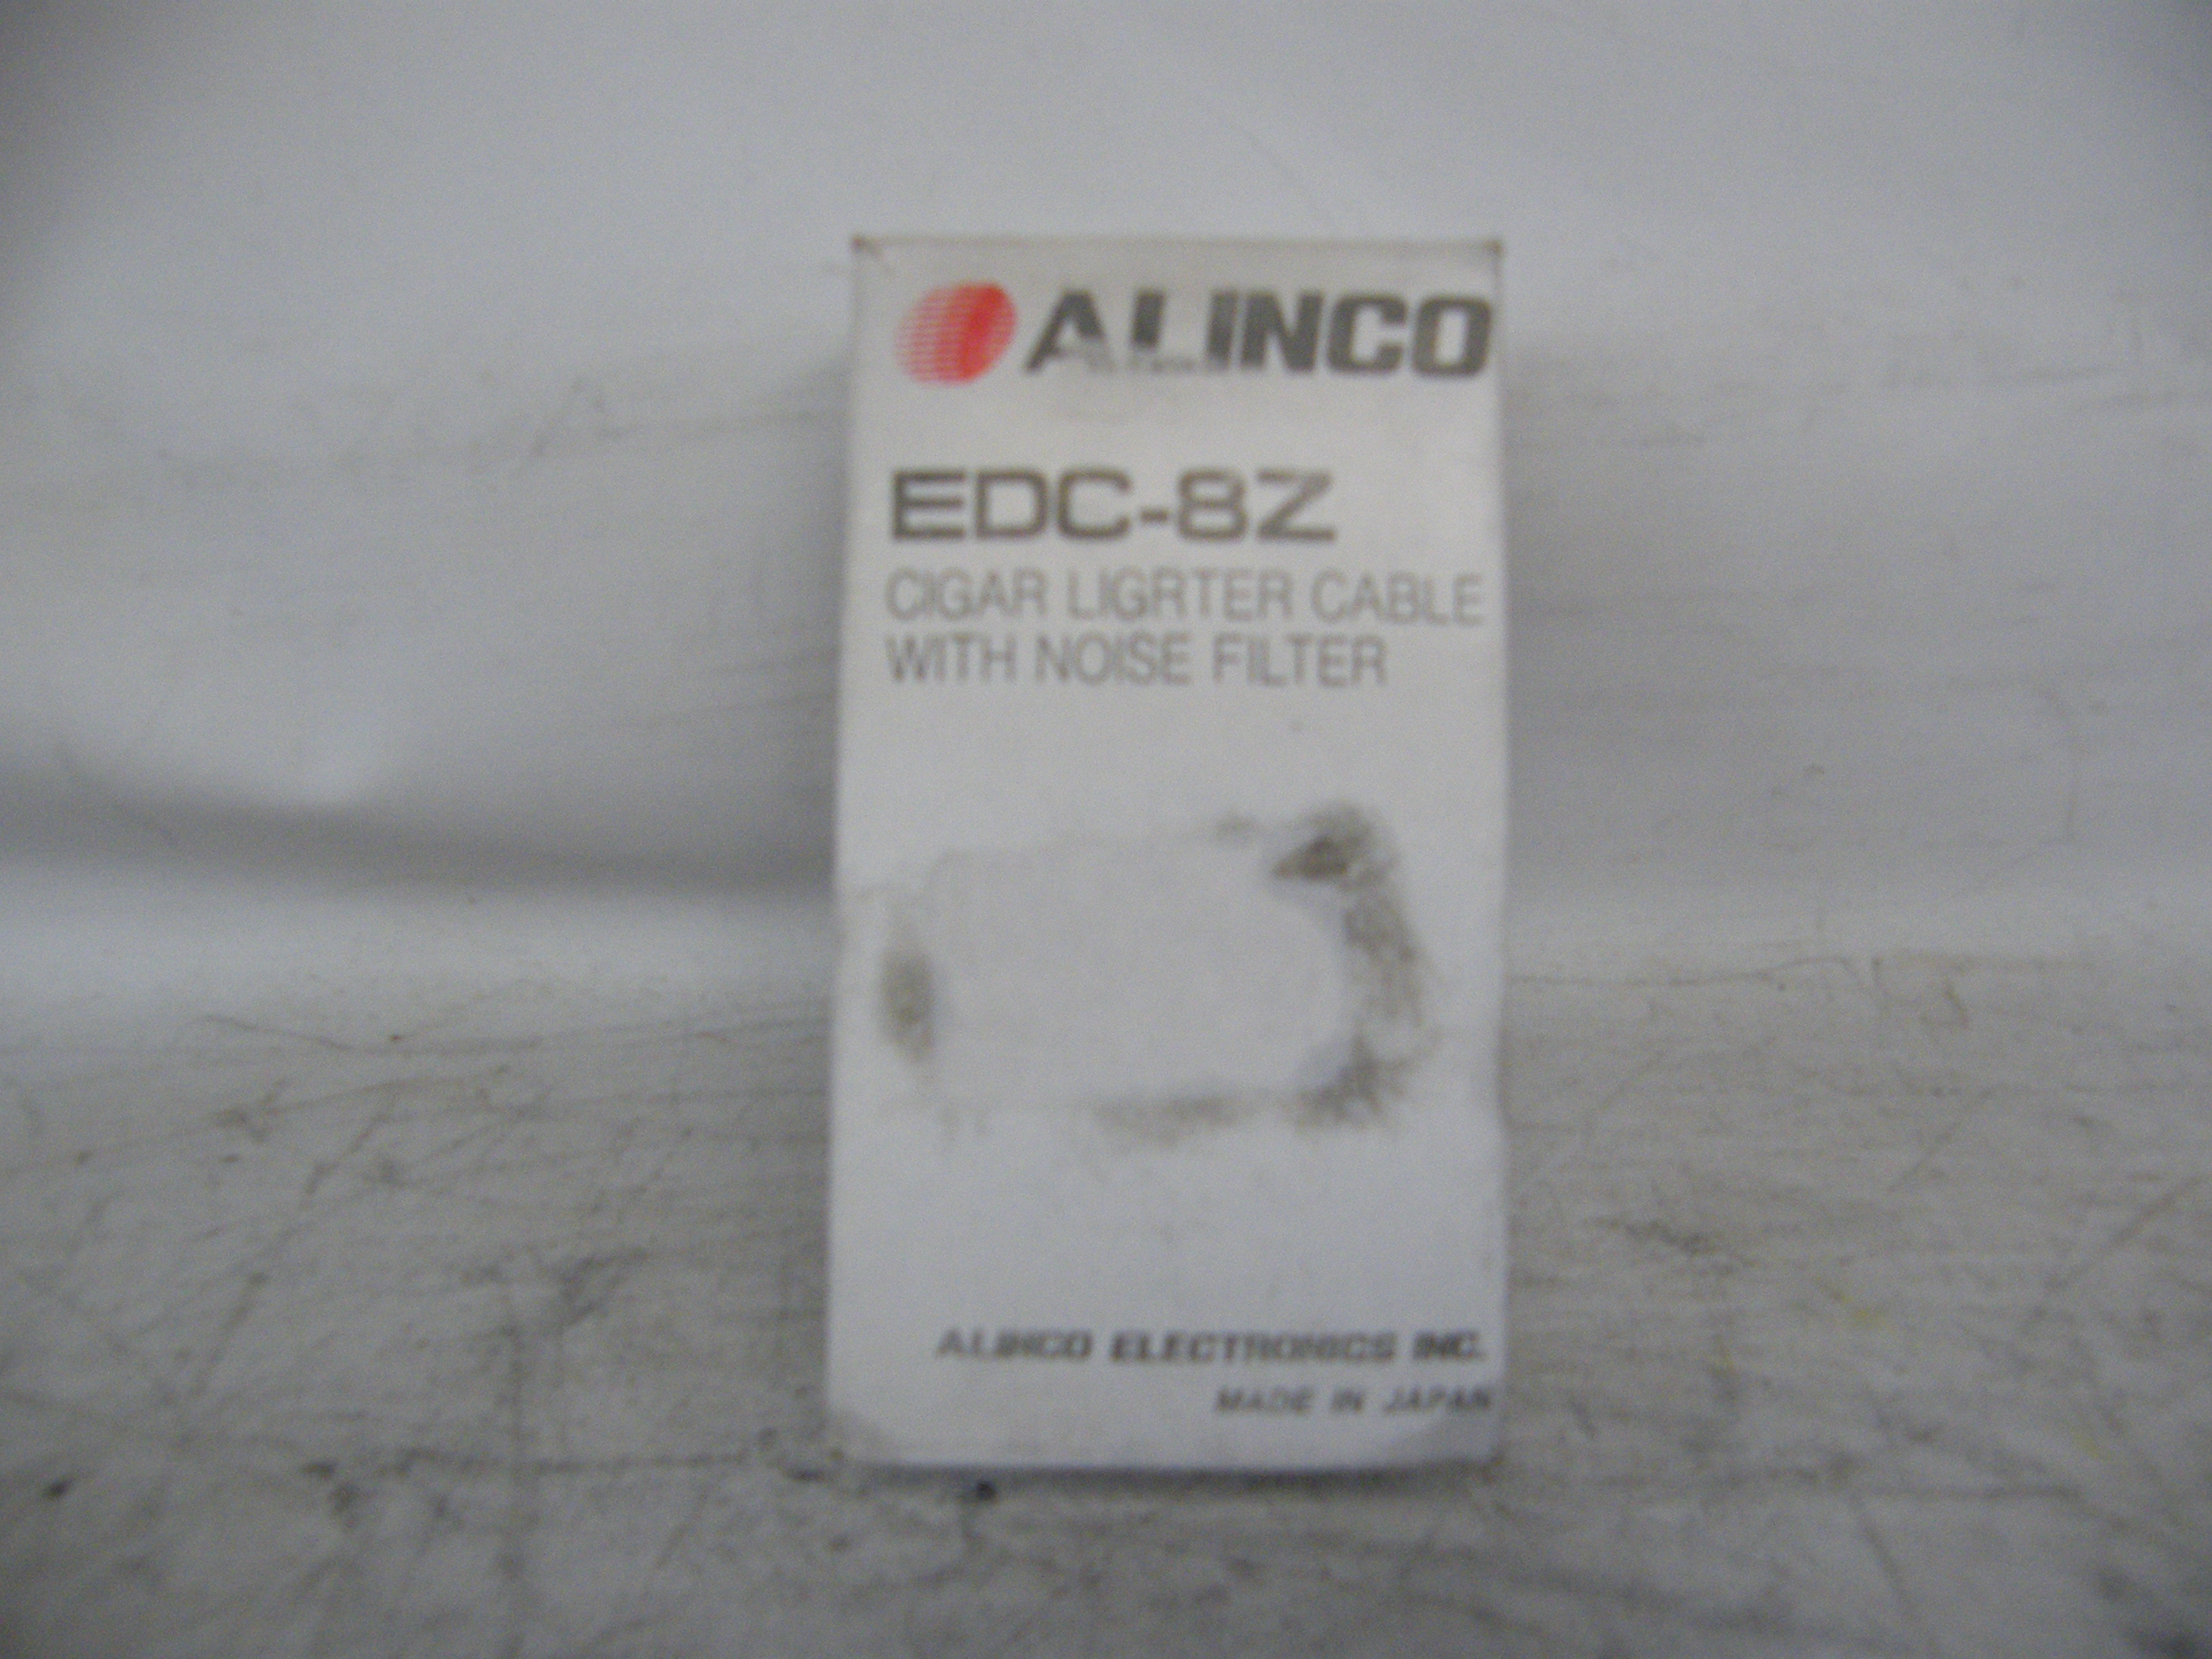 ALINCO
EDC-8Z
CIGAR LIGRTER CABLE
WITH NOISE FILTER
ALINCO ELECTRONICS INC.
MADE IN JAPAN